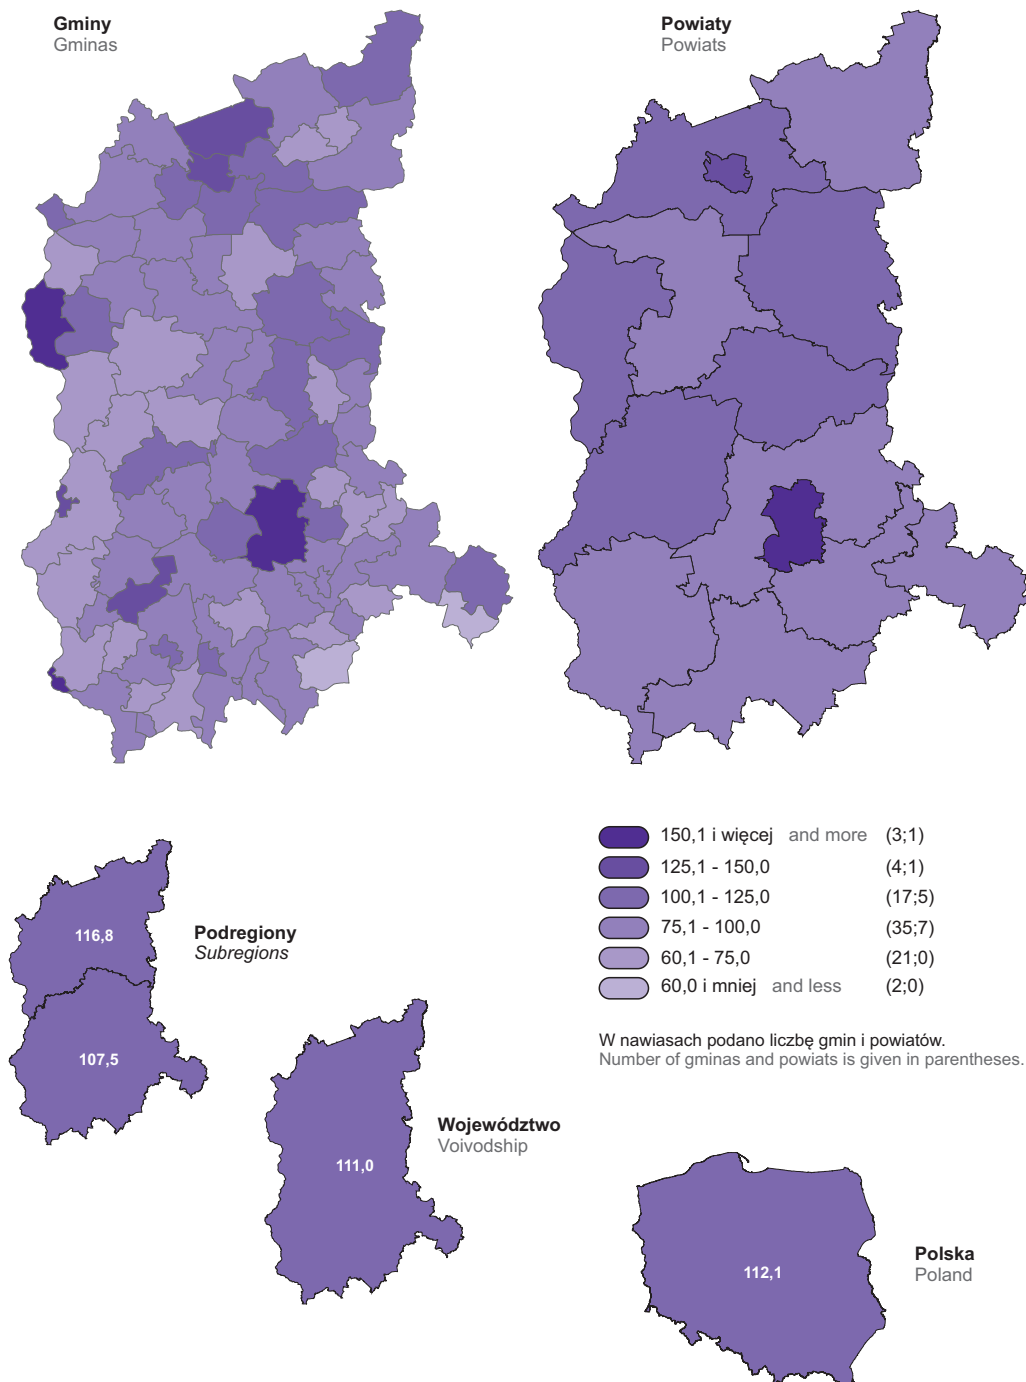 Gminy
Gminas
Powiaty
Powiats
150,1 i więcej and more (3;1)
125,1 - 150,0 (4;1)
100,1 - 125,0 (17;5)
75,1 - 100,0 (35;7)
60,1 - 75,0 (21;0)
60,0 i mniej and less (2;0)
W nawiasach podano liczbę gmin i powiatów.
Number of gminas and powiats is given in parentheses.
116,8
Podregiony
Subregions
107,5
Województwo
Voivodship
111,0
Polska
Poland
112,1